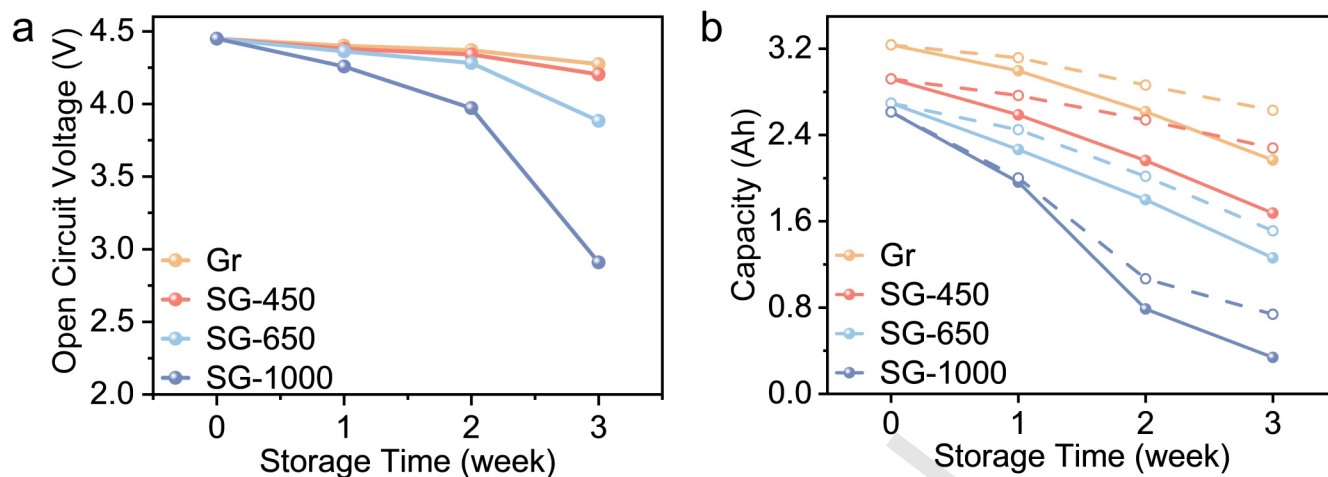 a
Open Circuit Voltage (V)
4.5
4.0
3.5
3.0
2.5
2.0
Gr
SG-450
SG-650
SG-1000
0 1 2 3
Storage Time (week)
b
Capacity (Ah)
3.2
2.4
1.6
0.8
0.0
Gr
SG-450
SG-650
SG-1000
0 1 2 3
Storage Time (week)